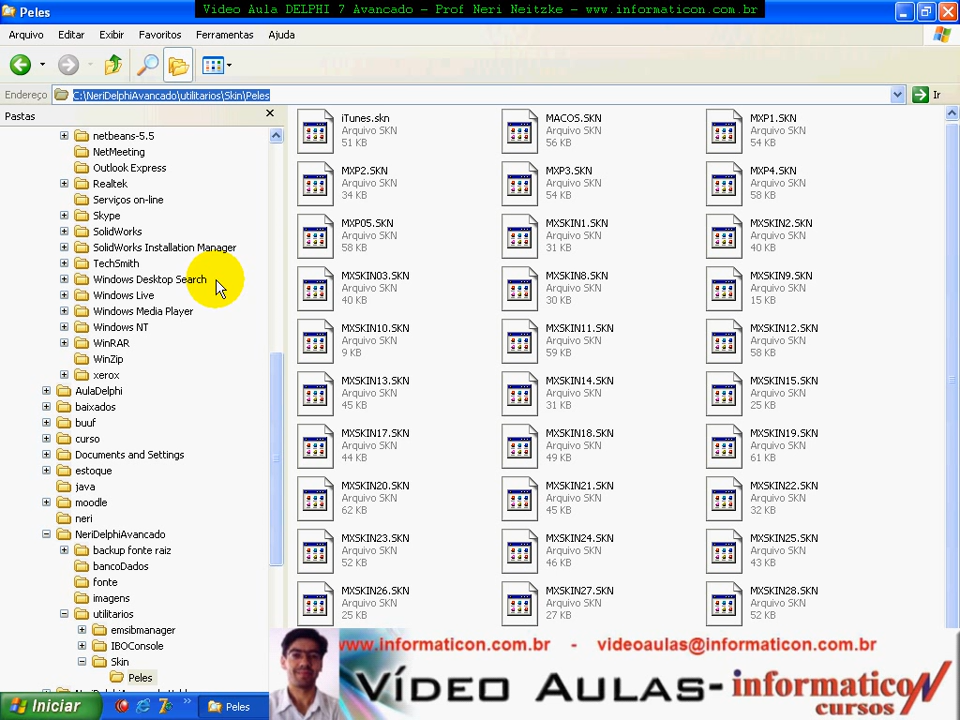 Peles
Video Aula DELPHI 7 Avancado - Prof Neri Neitzke - www.informaticon.com.br
Arquivo Editar Exibir Favoritos Ferramentas Ajuda
Endereço C:\NeriDelphiAvancado\utilitarios\Skin\Peles Ir
Pastas
netbeans-5.5
NetMeeting
Outlook Express
Realtek
Serviços on-line
Skype
SolidWorks
SolidWorks Installation Manager
TechSmith
Windows Desktop Search
Windows Live
Windows Media Player
Windows NT
WinRAR
WinZip
xerox
AulaDelphi
baixados
buuf
curso
Documents and Settings
estoque
java
moodle
neri
NeriDelphiAvancado
backup fonte raiz
bancoDados
fonte
imagens
utilitarios
emsibmanager
IBOConsole
Skin
Peles
iTunes.skn
Arquivo SKN
51 KB
MACOS.SKN
Arquivo SKN
56 KB
MXP1.SKN
Arquivo SKN
54 KB
MXP2.SKN
Arquivo SKN
34 KB
MXP3.SKN
Arquivo SKN
54 KB
MXP4.SKN
Arquivo SKN
58 KB
MXP05.SKN
Arquivo SKN
58 KB
MXSKIN1.SKN
Arquivo SKN
31 KB
MXSKIN2.SKN
Arquivo SKN
40 KB
MXSKIN03.SKN
Arquivo SKN
40 KB
MXSKIN8.SKN
Arquivo SKN
30 KB
MXSKIN9.SKN
Arquivo SKN
15 KB
MXSKIN10.SKN
Arquivo SKN
9 KB
MXSKIN11.SKN
Arquivo SKN
59 KB
MXSKIN12.SKN
Arquivo SKN
58 KB
MXSKIN13.SKN
Arquivo SKN
45 KB
MXSKIN14.SKN
Arquivo SKN
31 KB
MXSKIN15.SKN
Arquivo SKN
25 KB
MXSKIN17.SKN
Arquivo SKN
44 KB
MXSKIN18.SKN
Arquivo SKN
49 KB
MXSKIN19.SKN
Arquivo SKN
61 KB
MXSKIN20.SKN
Arquivo SKN
62 KB
MXSKIN21.SKN
Arquivo SKN
45 KB
MXSKIN22.SKN
Arquivo SKN
32 KB
MXSKIN23.SKN
Arquivo SKN
52 KB
MXSKIN24.SKN
Arquivo SKN
46 KB
MXSKIN25.SKN
Arquivo SKN
43 KB
MXSKIN26.SKN
Arquivo SKN
25 KB
MXSKIN27.SKN
Arquivo SKN
27 KB
MXSKIN28.SKN
Arquivo SKN
52 KB
www.informaticon.com.br - videoaulas@informaticon.com.br
VÍDEO AULAS- informaticoN
cursos
Iniciar Peles